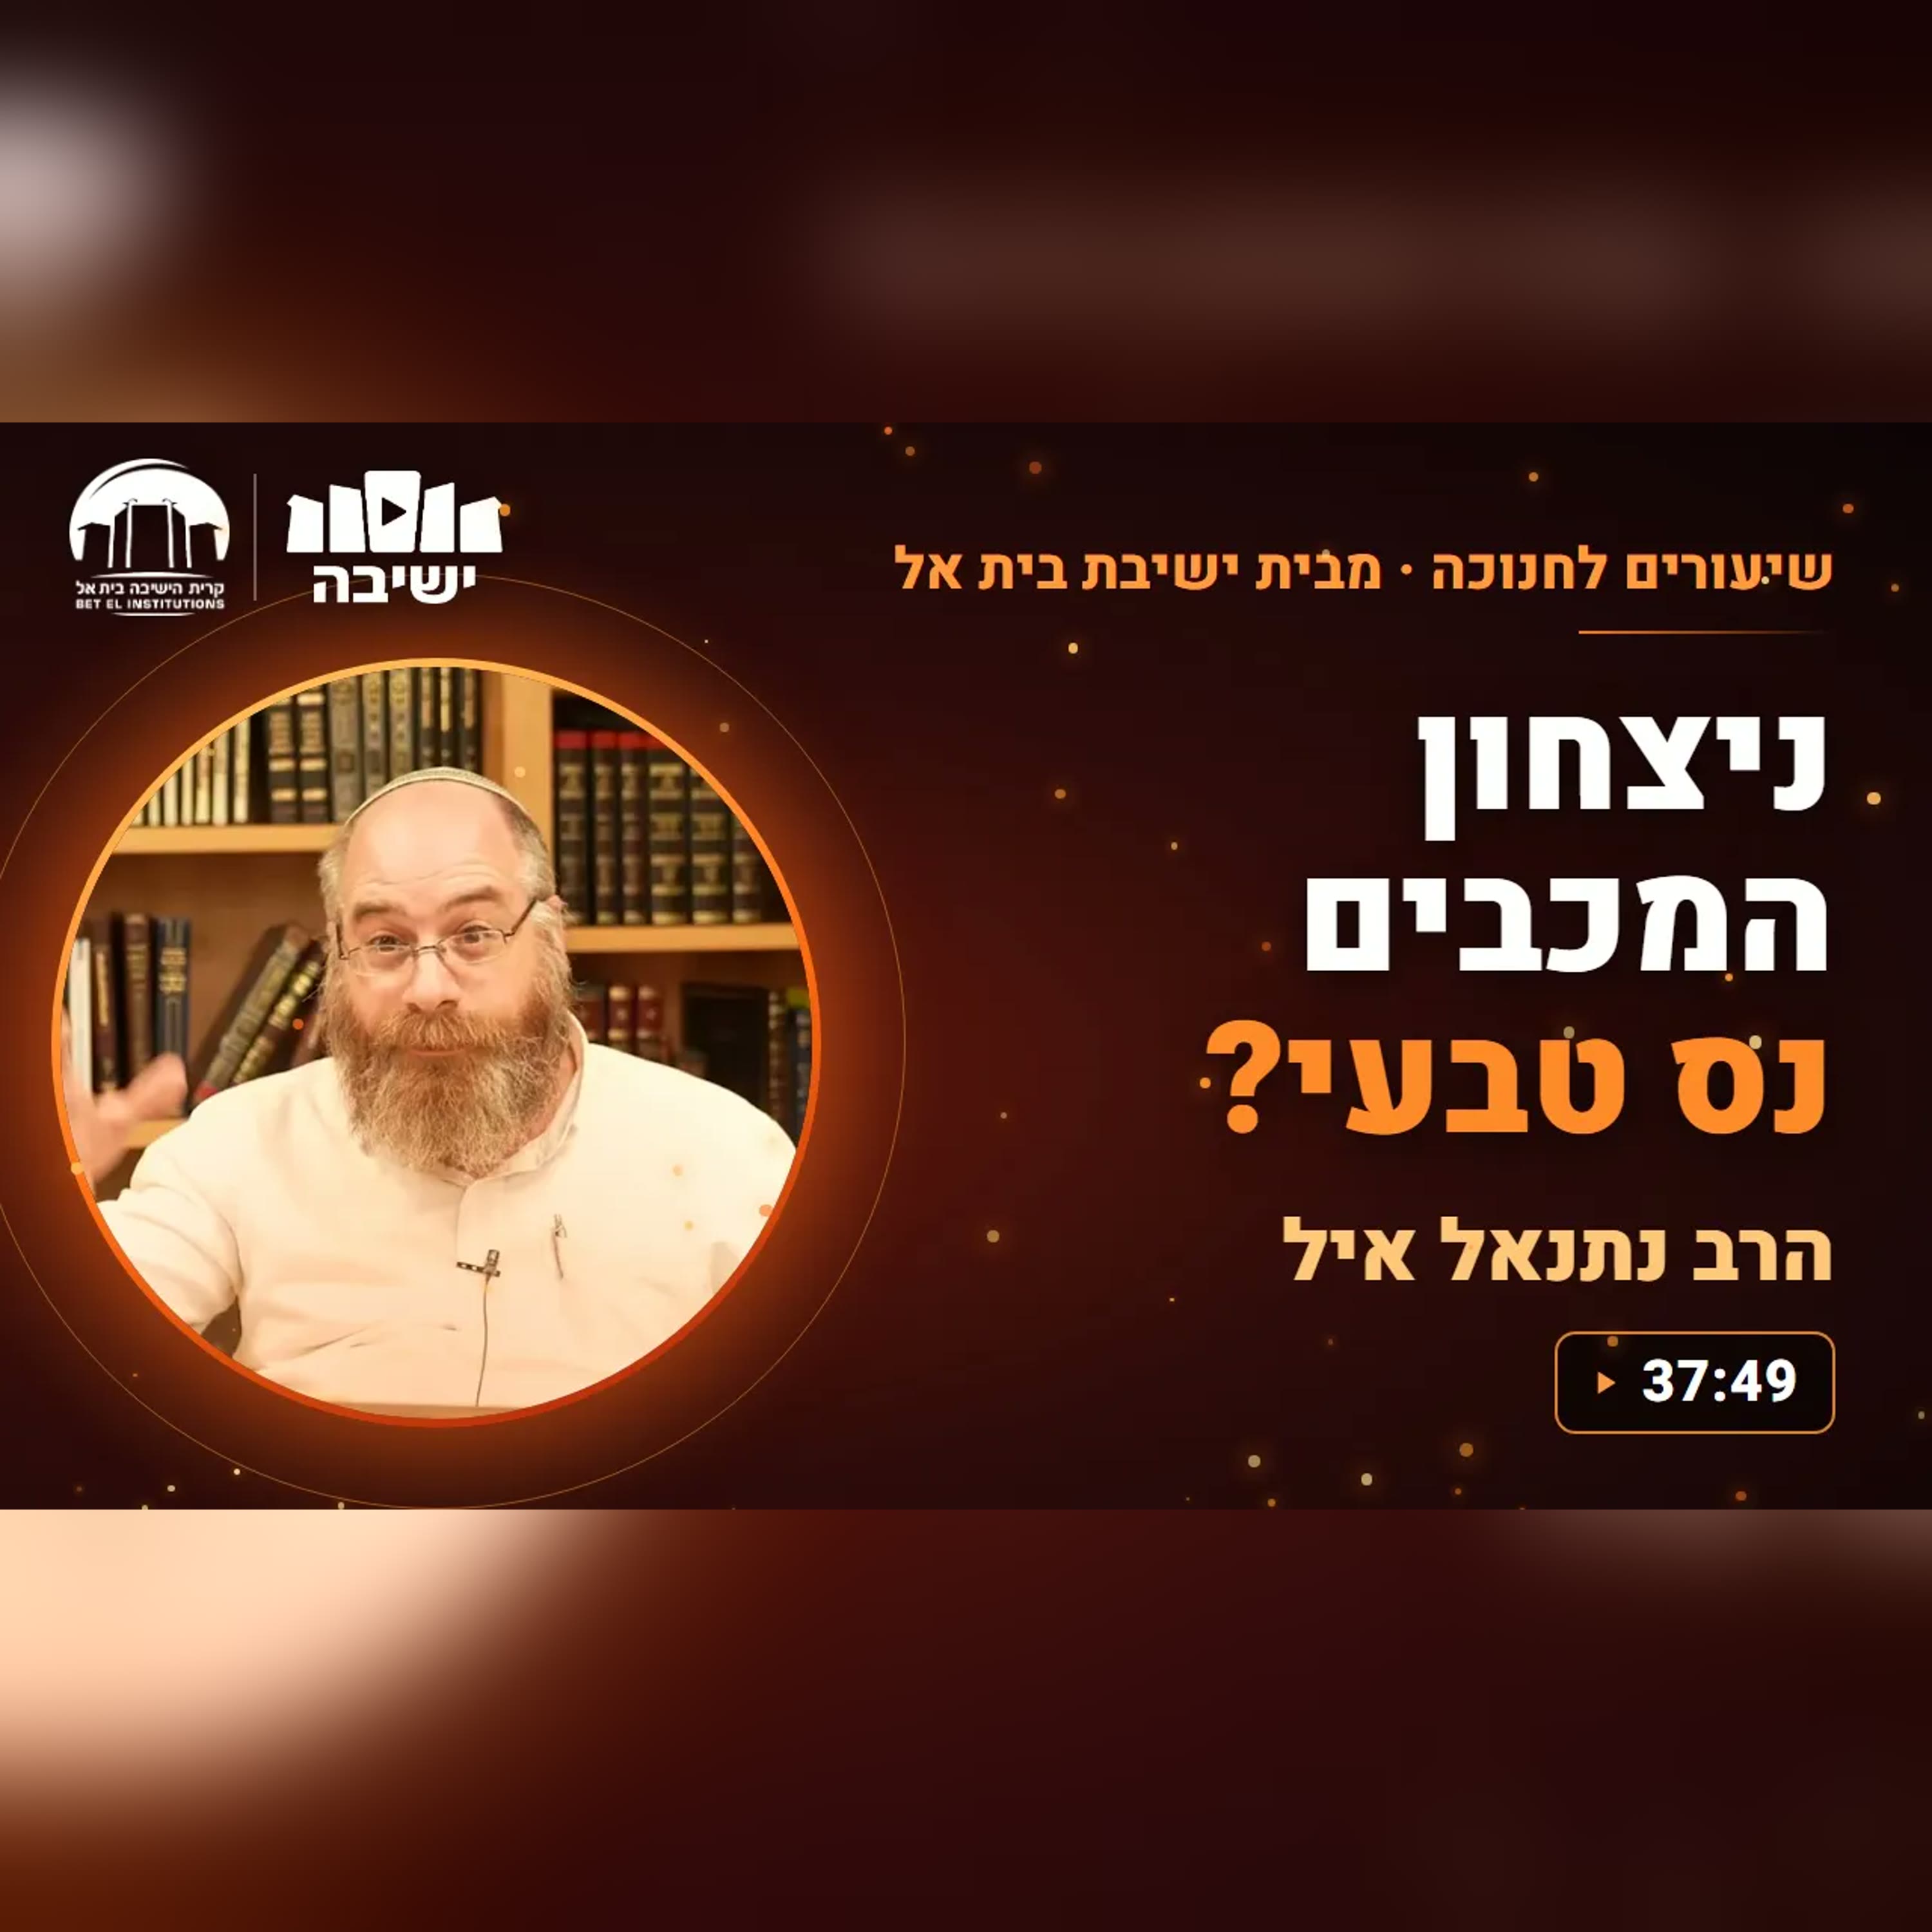 קרית הישיבה בית אל
BET EL INSTITUTIONS
ישיבה
שיעורים לחנוכה · מבית ישיבת בית אל
ניצחון
המכבים
נס טבעי?
הרב נתנאל איל
37:49